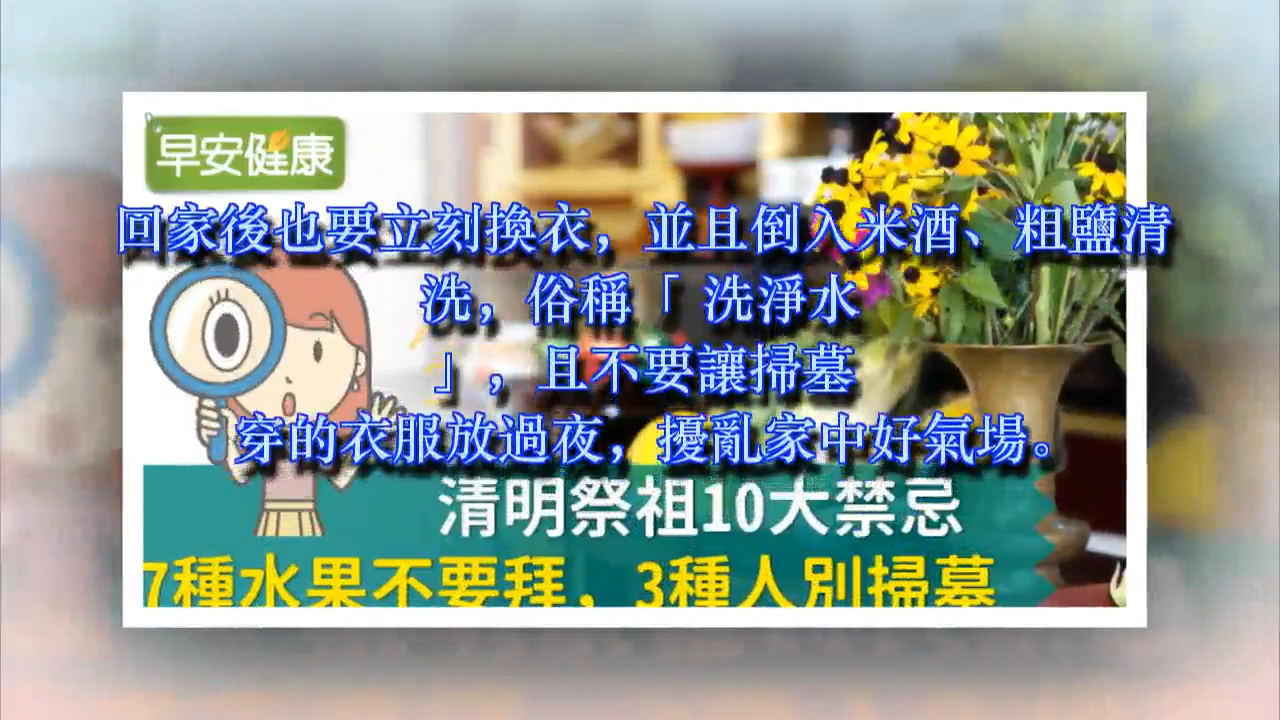 早安健康
回家後也要立刻換衣，並且倒入米酒、粗鹽清
洗，俗稱「 洗淨水
」，且不要讓掃墓
穿的衣服放過夜，擾亂家中好氣場。
清明祭祖10大禁忌
7種水果不要拜，3種人別掃墓